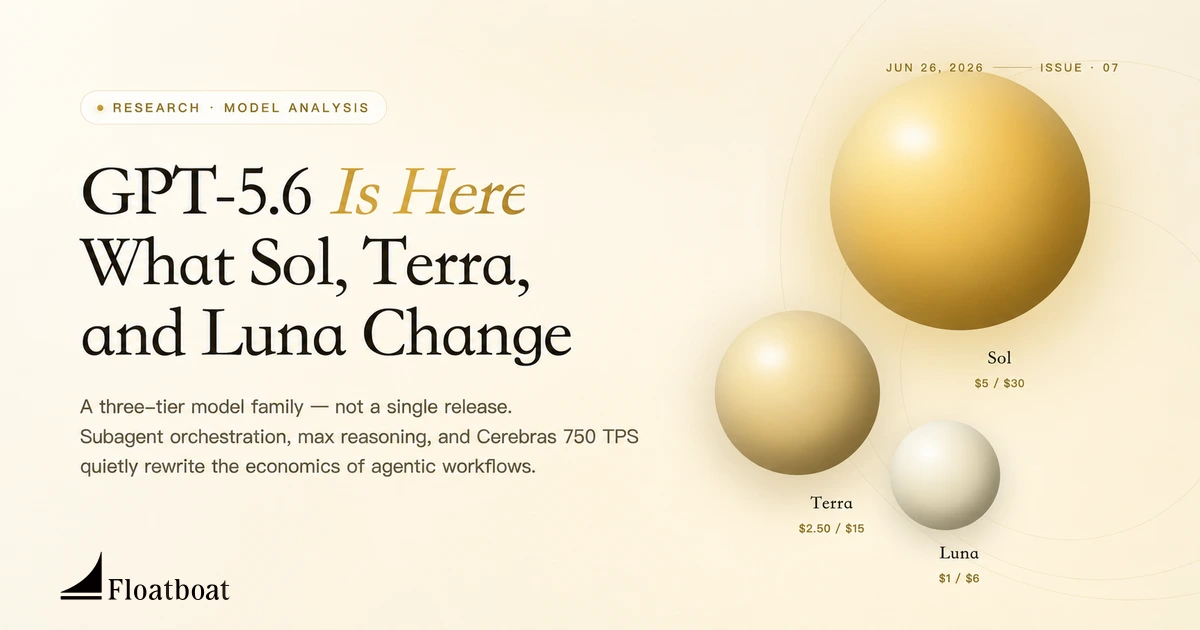 JUN 26, 2026 ISSUE · 07
RESEARCH · MODEL ANALYSIS
GPT-5.6 Is Here
What Sol, Terra,
and Luna Change
A three-tier model family — not a single release.
Subagent orchestration, max reasoning, and Cerebras 750 TPS
quietly rewrite the economics of agentic workflows.
Sol
$5 / $30
Terra
$2.50 / $15
Luna
$1 / $6
Floatboat